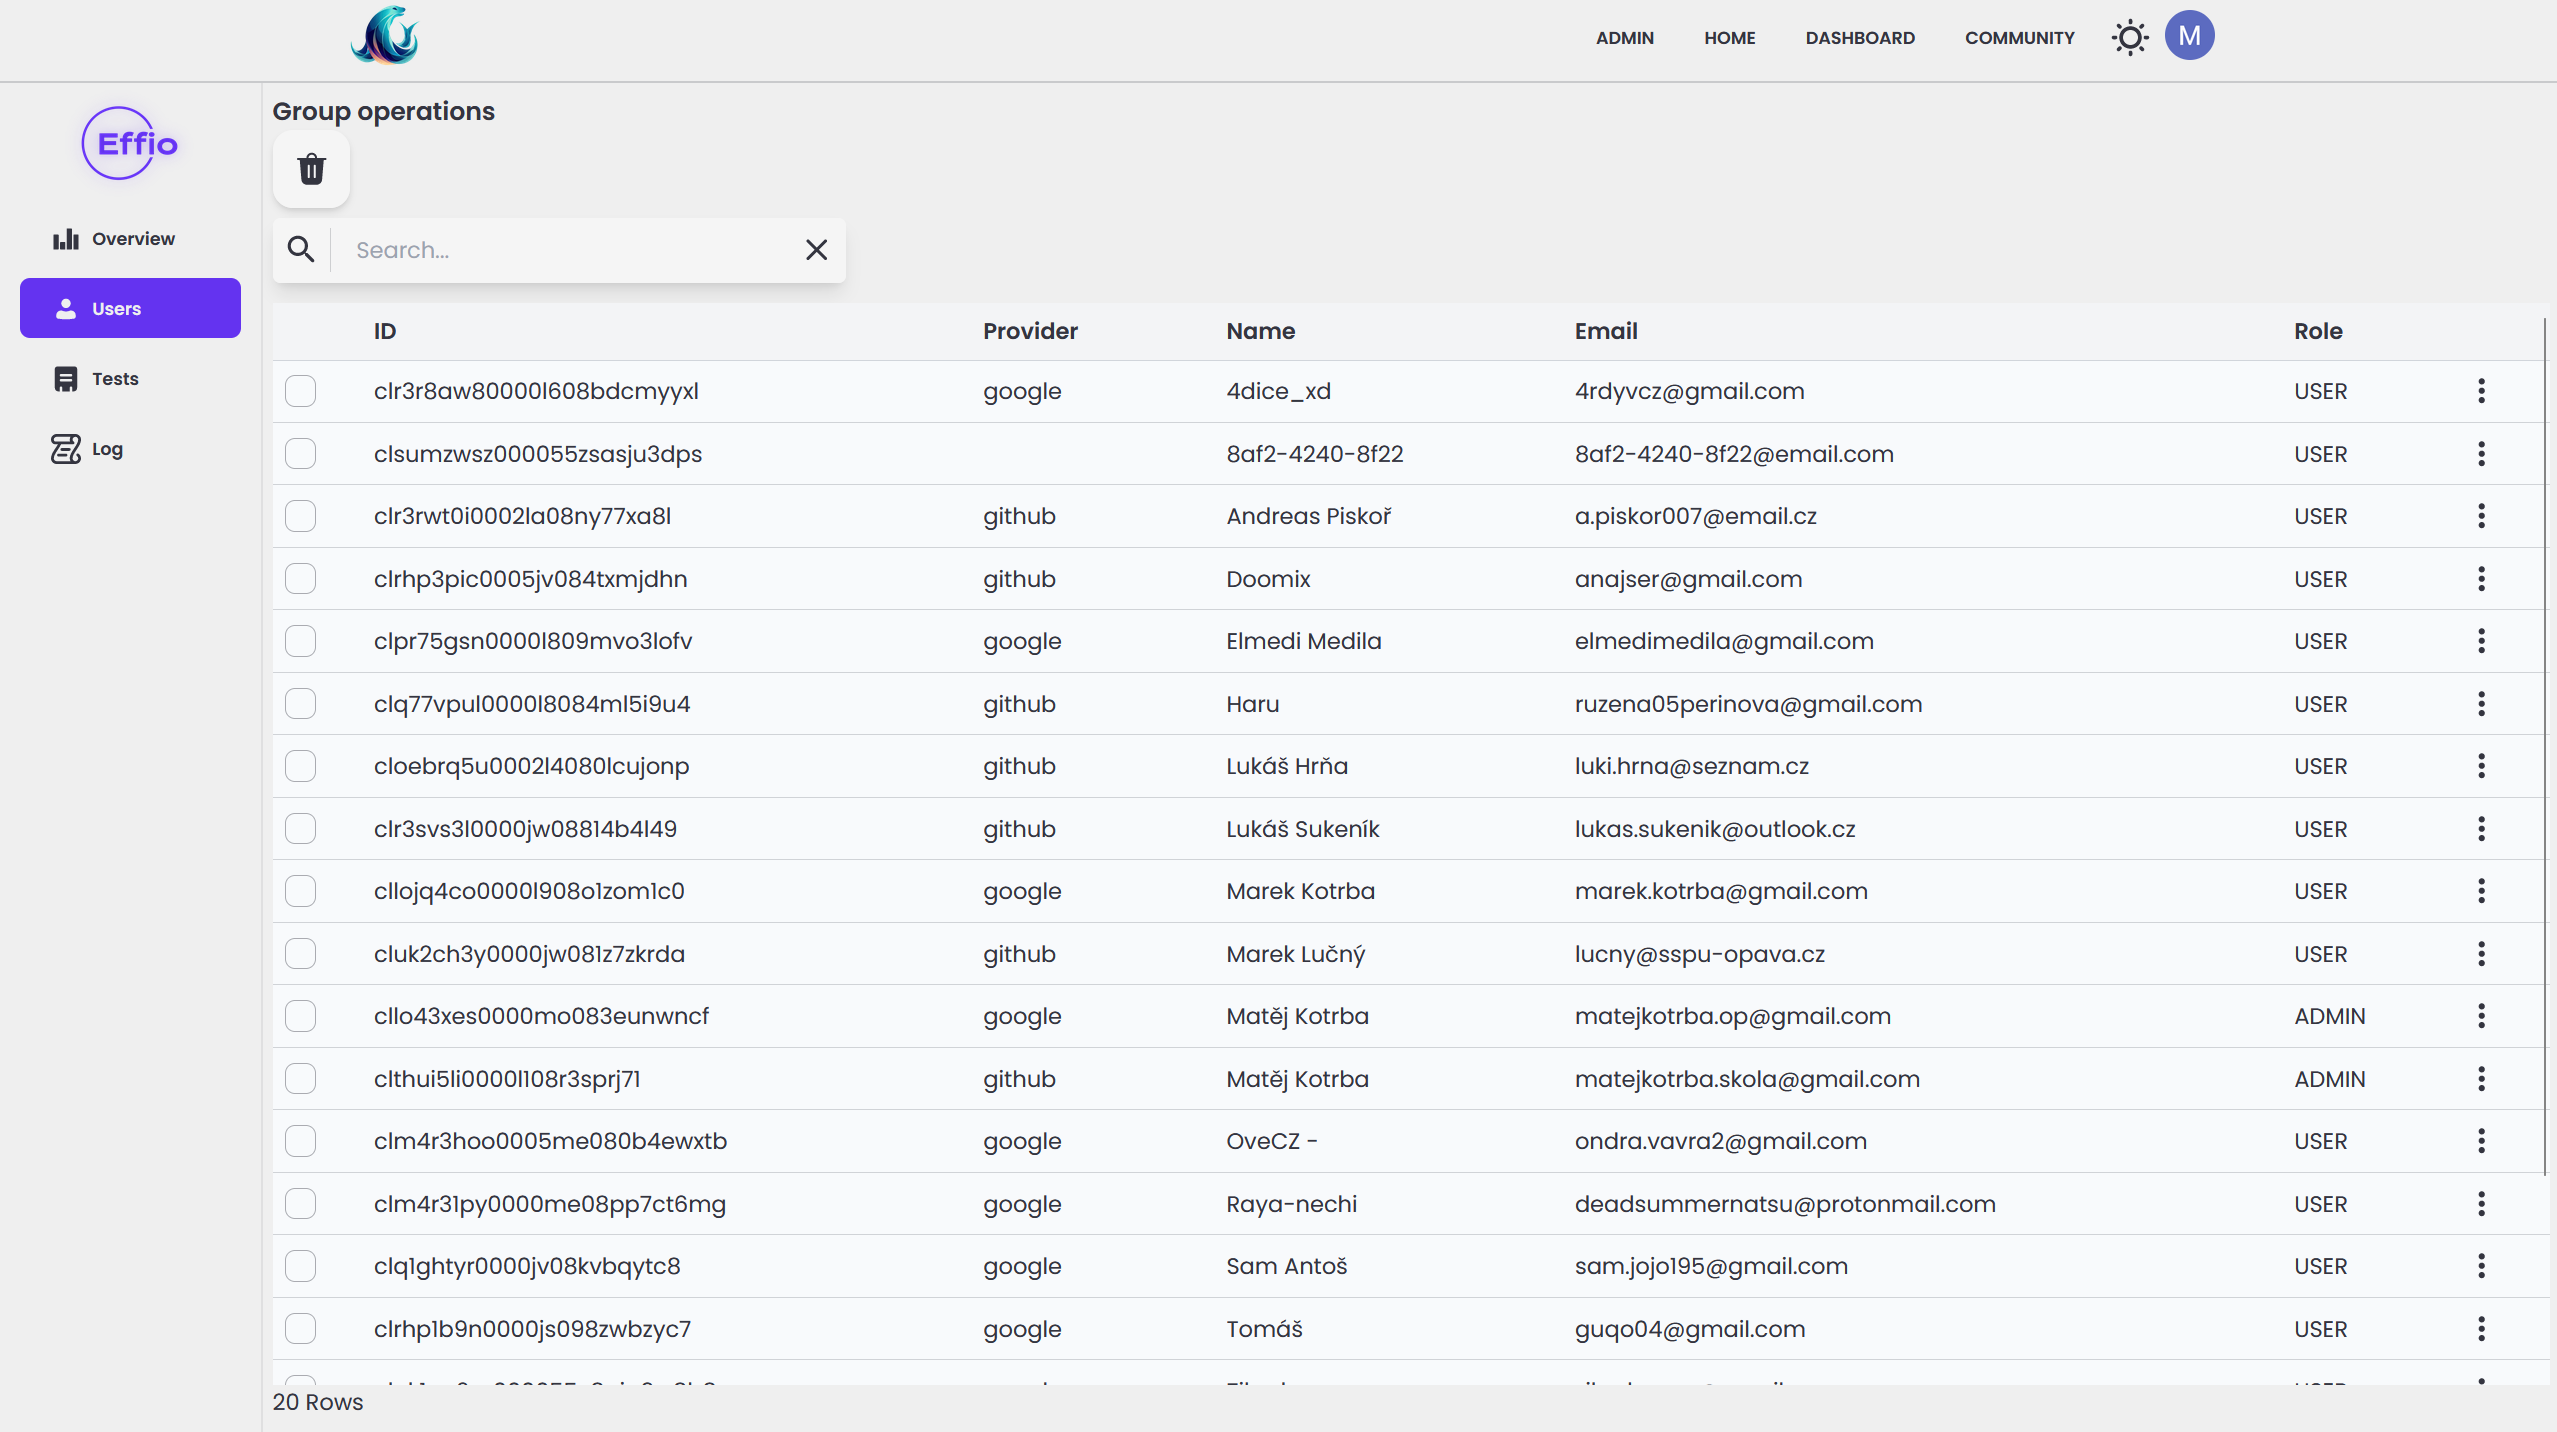 ADMIN HOME DASHBOARD COMMUNITY M
Effio
Overview
Users
Tests
Log
Group operations
Search...
ID Provider Name Email Role
clr3r8aw80000l608bdcmyyxl google 4dice_xd 4rdyvcz@gmail.com USER
clsumzwsz000055zsasju3dps 8af2-4240-8f22 8af2-4240-8f22@email.com USER
clr3rwt0i0002la08ny77xa8l github Andreas Piskoř a.piskor007@email.cz USER
clrhp3pic0005jv084txmjdhn github Doomix anajser@gmail.com USER
clpr75gsn0000l809mvo3lofv google Elmedi Medila elmedimedila@gmail.com USER
clq77vpul0000l8084ml5i9u4 github Haru ruzena05perinova@gmail.com USER
cloebrq5u0002l4080lcujonp github Lukáš Hrňa luki.hrna@seznam.cz USER
clr3svs3l0000jw08814b4l49 github Lukáš Sukeník lukas.sukenik@outlook.cz USER
cllojq4co0000l908o1zom1c0 google Marek Kotrba marek.kotrba@gmail.com USER
cluk2ch3y0000jw081z7zkrda github Marek Lučný lucny@sspu-opava.cz USER
cllo43xes0000mo083eunwncf google Matěj Kotrba matejkotrba.op@gmail.com ADMIN
clthui5li0000l108r3sprj71 github Matěj Kotrba matejkotrba.skola@gmail.com ADMIN
clm4r3hoo0005me080b4ewxtb google OveCZ - ondra.vavra2@gmail.com USER
clm4r31py0000me08pp7ct6mg google Raya-nechi deadsummernatsu@protonmail.com USER
clq1ghtyr0000jv08kvbqytc8 google Sam Antoš sam.jojo195@gmail.com USER
clrhp1b9n0000js098zwbzyc7 google Tomáš guqo04@gmail.com USER
20 Rows